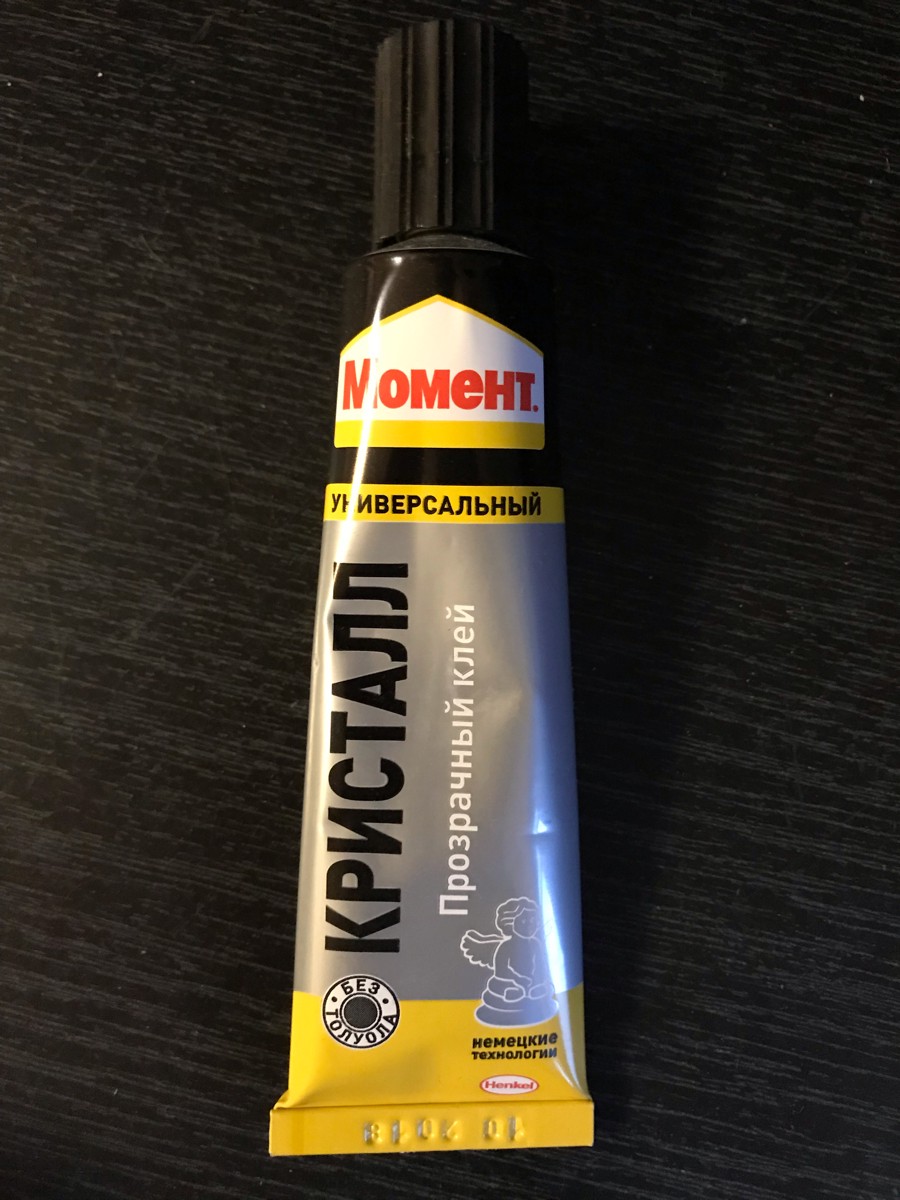 Момент.
УНИВЕРСАЛЬНЫЙ
КРИСТАЛЛ
Прозрачный клей
БЕЗ ТОЛУОЛА
немецкие
технологии
Henkel